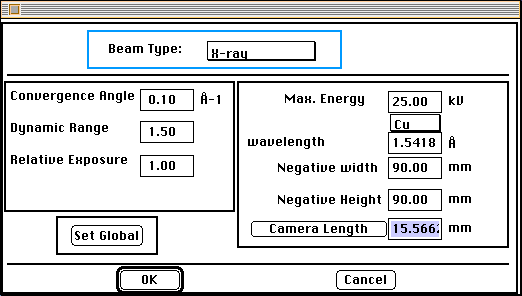 Beam Type: X-ray
Convergence Angle 0.10 Å-1
Dynamic Range 1.50
Relative Exposure 1.00
Set Global
Max. Energy 25.00 kV
Cu
wavelength 1.5418 Å
Negative width 90.00 mm
Negative Height 90.00 mm
Camera Length 15.566 mm
OK Cancel